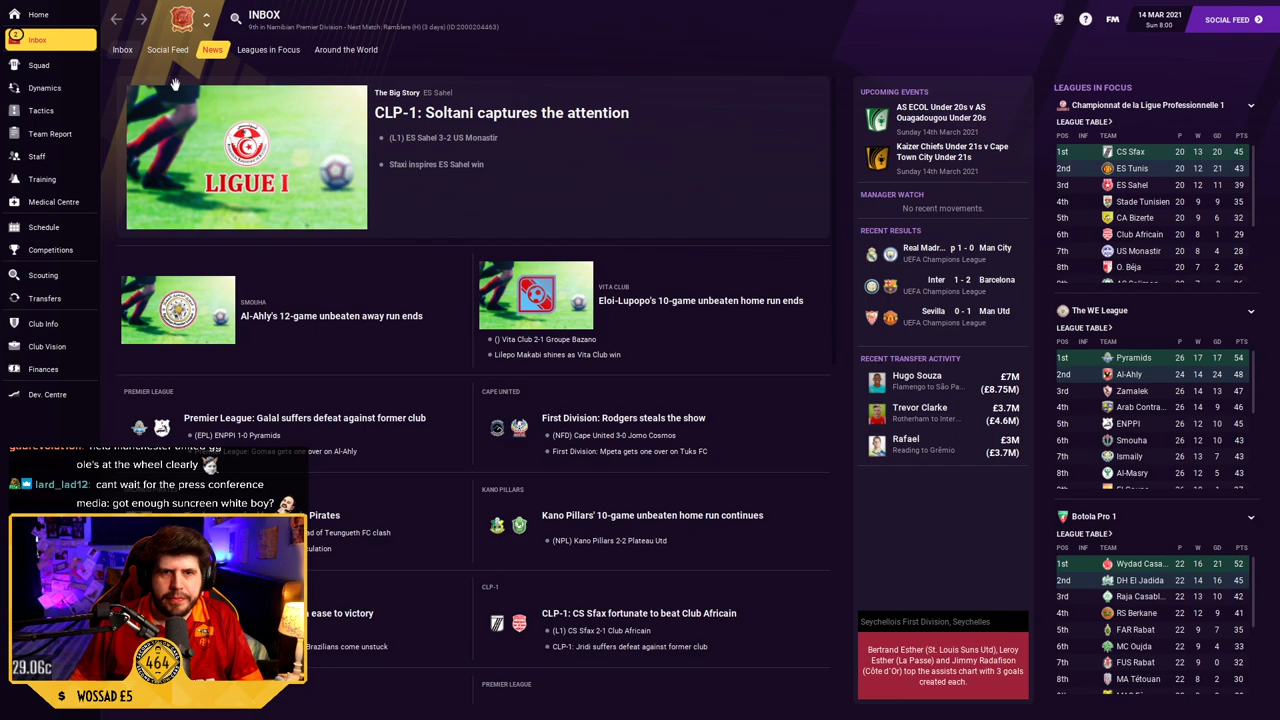 Home
2
Inbox
Squad
Dynamics
Tactics
Team Report
Staff
Training
Medical Centre
Schedule
Competitions
Scouting
Transfers
Club Info
Club Vision
Finances
Dev. Centre
INBOX
9th in Namibian Premier Division - Next Match: Ramblers (H) (3 days) (ID:2000204463)
FM
14 MAR 2021
Sun 8:00
SOCIAL FEED
Inbox Social Feed News Leagues in Focus Around the World
LIGUE I
The Big Story ES Sahel
CLP-1: Soltani captures the attention
(L1) ES Sahel 3-2 US Monastir
Sfaxi inspires ES Sahel win
SMOUHA
Al-Ahly's 12-game unbeaten away run ends
VITA CLUB
Eloi-Lupopo's 10-game unbeaten home run ends
() Vita Club 2-1 Groupe Bazano
Lilepo Makabi shines as Vita Club win
PREMIER LEAGUE
Premier League: Galal suffers defeat against former club
(EPL) ENPPI 1-0 Pyramids
League: Gomaa gets one over on Al-Ahly
CAPE UNITED
First Division: Rodgers steals the show
(NFD) Cape United 3-0 Jomo Cosmos
First Division: Mpeta gets one over on Tuks FC
Pirates
ad of Teungueth FC clash
culation
KANO PILLARS
Kano Pillars' 10-game unbeaten home run continues
(NPL) Kano Pillars 2-2 Plateau Utd
ease to victory
Brazilians come unstuck
CLP-1
CLP-1: CS Sfax fortunate to beat Club Africain
(L1) CS Sfax 2-1 Club Africain
CLP-1: Jridi suffers defeat against former club
PREMIER LEAGUE
ole's at the wheel clearly
lard_lad12: cant wait for the press conference
media: got enough suncreen white boy?
464
29.06c
$ WOSSAD £5
UPCOMING EVENTS
AS ECOL Under 20s v AS
Ouagadougou Under 20s
Sunday 14th March 2021
Kaizer Chiefs Under 21s v Cape
Town City Under 21s
Sunday 14th March 2021
MANAGER WATCH
No recent movements.
RECENT RESULTS
Real Madr... p 1 - 0 Man City
UEFA Champions League
Inter 1 - 2 Barcelona
UEFA Champions League
Sevilla 0 - 1 Man Utd
UEFA Champions League
RECENT TRANSFER ACTIVITY
Hugo Souza £7M
Flamengo to São Pa... (£8.75M)
Trevor Clarke £3.7M
Rotherham to Inter... (£4.6M)
Rafael £3M
Reading to Grêmio (£3.7M)
Seychellois First Division, Seychelles
Bertrand Esther (St. Louis Suns Utd), Leroy
Esther (La Passe) and Jimmy Radafison
(Côte d'Or) top the assists chart with 3 goals
created each.
LEAGUES IN FOCUS
Championnat de la Ligue Professionnelle 1
LEAGUE TABLE
POS INF TEAM P W GD PTS
1st CS Sfax 20 13 20 45
2nd ES Tunis 20 12 21 43
3rd ES Sahel 20 12 11 39
4th Stade Tunisien 20 9 9 35
5th CA Bizerte 20 9 6 32
6th Club Africain 20 8 1 29
7th US Monastir 20 8 4 28
8th O. Béja 20 7 2 26
The WE League
LEAGUE TABLE
POS INF TEAM P W GD PTS
1st Pyramids 26 17 17 54
2nd Al-Ahly 24 14 24 48
3rd Zamalek 26 14 13 47
4th Arab Contra... 26 14 9 46
5th ENPPI 26 12 10 45
6th Smouha 26 12 10 44
7th Ismaily 26 13 7 43
8th Al-Masry 26 12 5 43
Botola Pro 1
LEAGUE TABLE
POS INF TEAM P W GD PTS
1st Wydad Casa... 22 16 21 52
2nd DH El Jadida 22 14 16 45
3rd Raja Casabl... 22 13 10 42
4th RS Berkane 22 12 9 41
5th FAR Rabat 22 9 7 35
6th MC Oujda 22 9 4 33
7th FUS Rabat 22 9 0 32
8th MA Tétouan 22 8 2 30